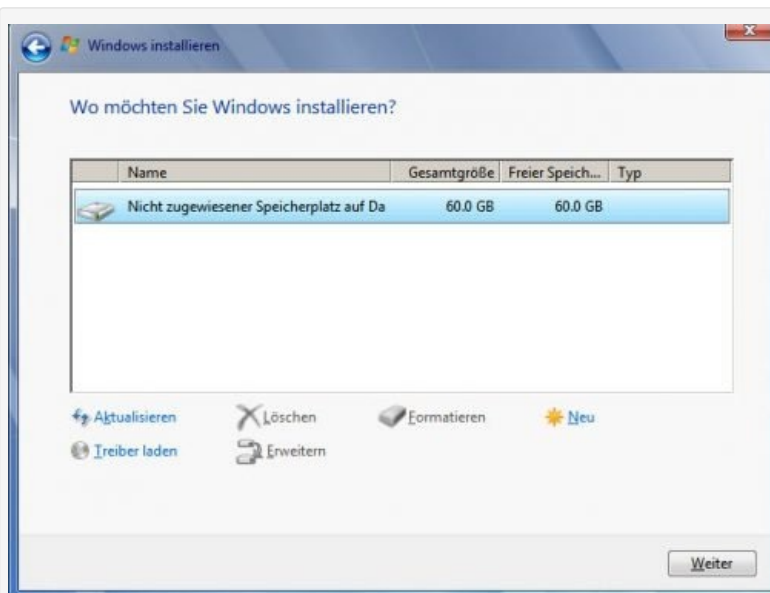 Windows installieren
Wo möchten Sie Windows installieren?
Name Gesamtgröße Freier Speich... Typ
Nicht zugewiesener Speicherplatz auf Da 60.0 GB 60.0 GB
Aktualisieren Löschen Formatieren Neu
Treiber laden Erweitern
Weiter